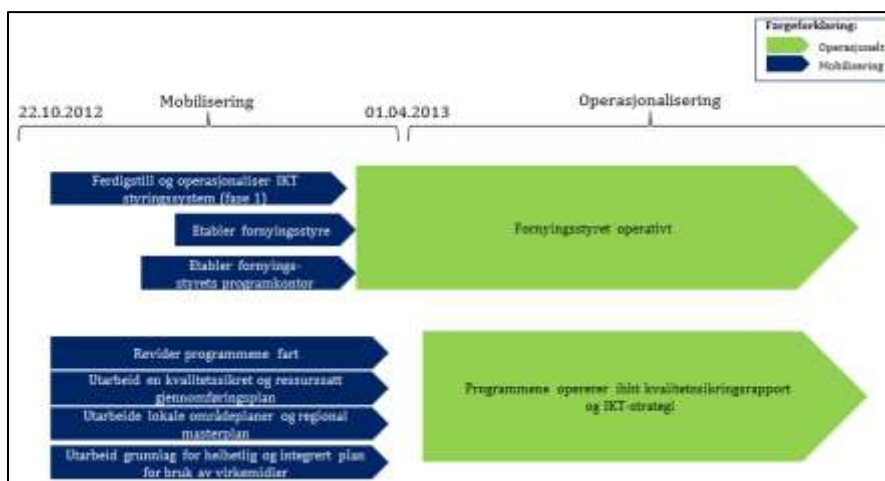 Fargeforklaring:
Operasjonelt
Mobilisering
Mobilisering
Operasjonalisering
22.10.2012
01.04.2013
Ferdigstill og operasjonaliser IKT
styringssystem (fase 1)
Etabler fornyingsstyre
Etabler fornyings-
styrets programkontor
Fornyingsstyret operativt
Revider programmene fart
Utarbeid en kvalitetssikret og ressurssatt
gjennomføringsplan
Utarbeide lokale områdeplaner og regional
masterplan
Utarbeid grunnlag for helhetlig og integrert plan
for bruk av virkemidler
Programmene opererer ihht kvalitetssikringsrapport
og IKT-strategi